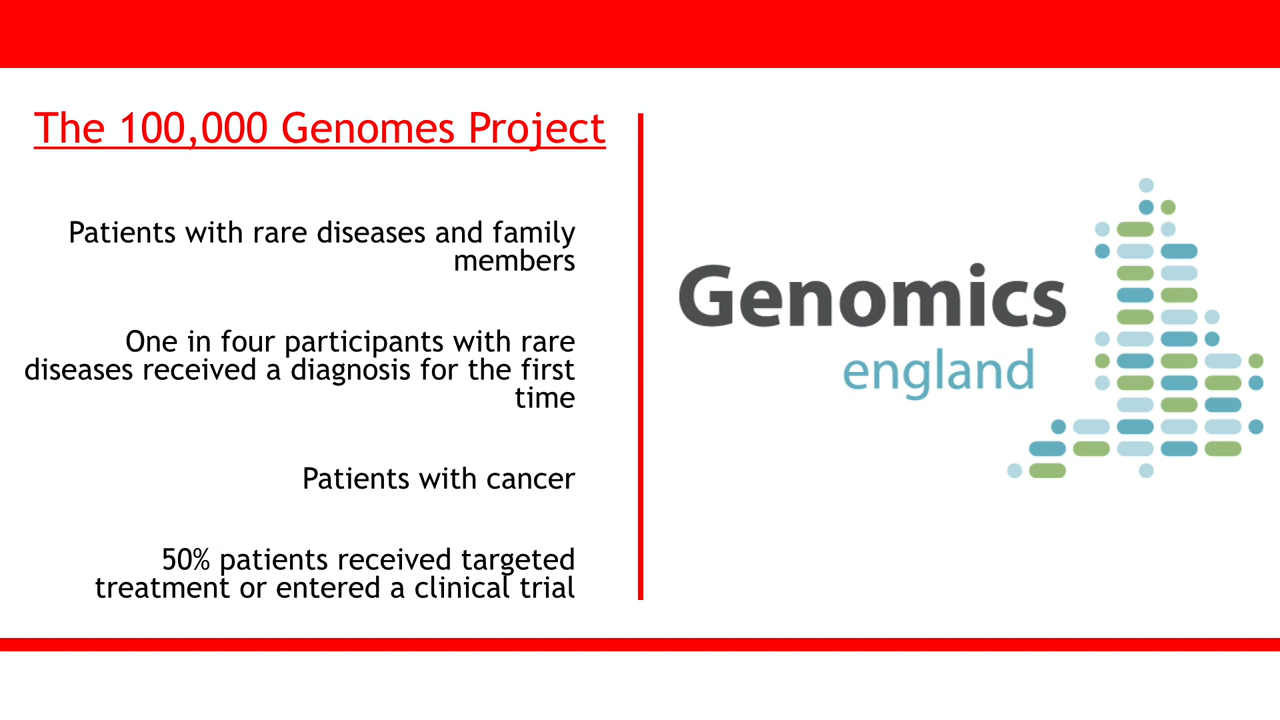 The 100,000 Genomes Project
Patients with rare diseases and family
members
One in four participants with rare
diseases received a diagnosis for the first
time
Patients with cancer
50% patients received targeted
treatment or entered a clinical trial
Genomics
england